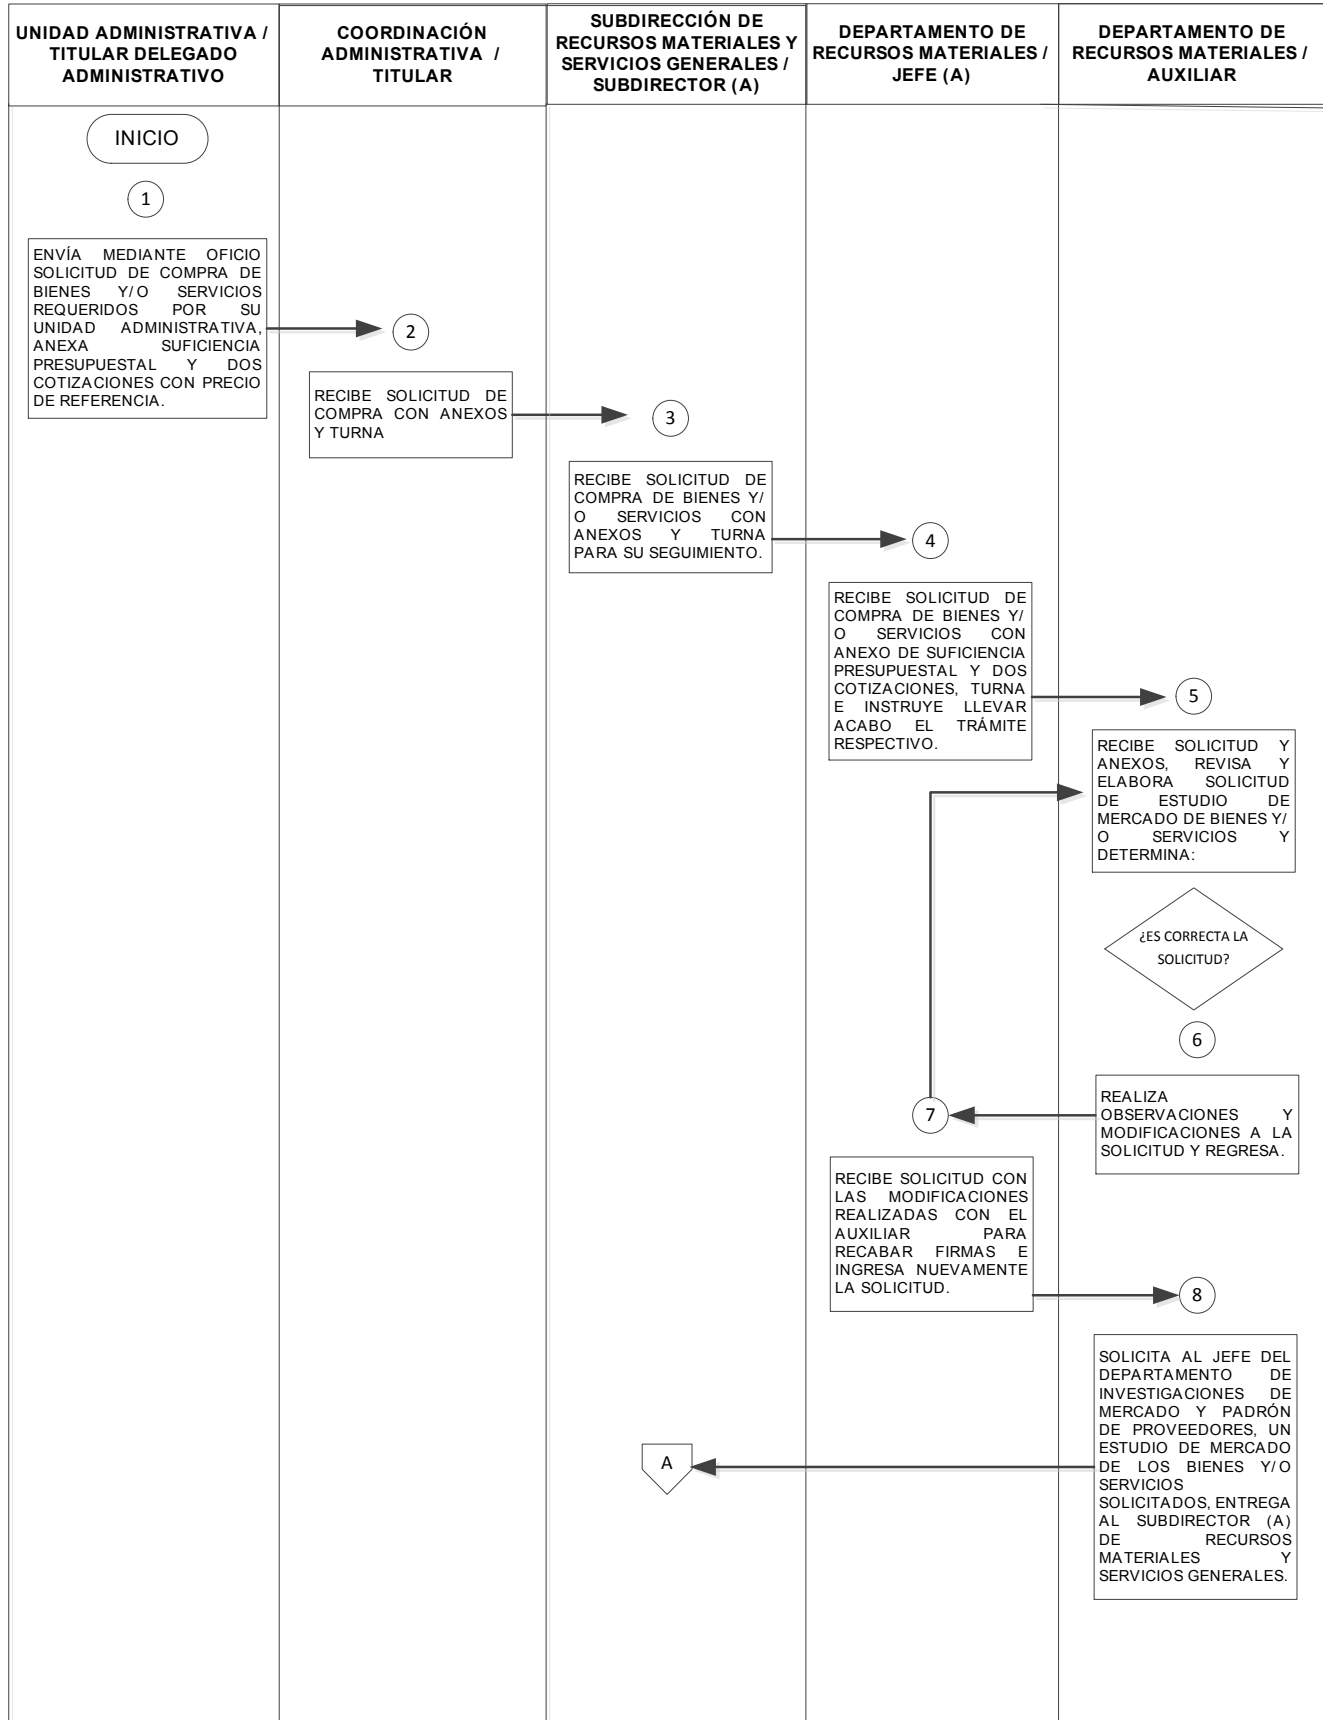 UNIDAD ADMINISTRATIVA /
TITULAR DELEGADO
ADMINISTRATIVO
COORDINACIÓN
ADMINISTRATIVA /
TITULAR
SUBDIRECCIÓN DE
RECURSOS MATERIALES Y
SERVICIOS GENERALES /
SUBDIRECTOR (A)
DEPARTAMENTO DE
RECURSOS MATERIALES /
JEFE (A)
DEPARTAMENTO DE
RECURSOS MATERIALES /
AUXILIAR
INICIO
1
ENVÍA MEDIANTE OFICIO
SOLICITUD DE COMPRA DE
BIENES Y/O SERVICIOS
REQUERIDOS POR SU
UNIDAD ADMINISTRATIVA,
ANEXA SUFICIENCIA
PRESUPUESTAL Y DOS
COTIZACIONES CON PRECIO
DE REFERENCIA.
2
RECIBE SOLICITUD DE
COMPRA CON ANEXOS
Y TURNA
3
RECIBE SOLICITUD DE
COMPRA DE BIENES Y/
O SERVICIOS CON
ANEXOS Y TURNA
PARA SU SEGUIMIENTO.
4
RECIBE SOLICITUD DE
COMPRA DE BIENES Y/
O SERVICIOS CON
ANEXO DE SUFICIENCIA
PRESUPUESTAL Y DOS
COTIZACIONES, TURNA
E INSTRUYE LLEVAR
ACABO EL TRÁMITE
RESPECTIVO.
5
RECIBE SOLICITUD Y
ANEXOS, REVISA Y
ELABORA SOLICITUD
DE ESTUDIO DE
MERCADO DE BIENES Y/
O SERVICIOS Y
DETERMINA:
¿ES CORRECTA LA
SOLICITUD?
6
REALIZA
OBSERVACIONES Y
MODIFICACIONES A LA
SOLICITUD Y REGRESA.
7
RECIBE SOLICITUD CON
LAS MODIFICACIONES
REALIZADAS CON EL
AUXILIAR PARA
RECABAR FIRMAS E
INGRESA NUEVAMENTE
LA SOLICITUD.
8
SOLICITA AL JEFE DEL
DEPARTAMENTO DE
INVESTIGACIONES DE
MERCADO Y PADRÓN
DE PROVEEDORES, UN
ESTUDIO DE MERCADO
DE LOS BIENES Y/O
SERVICIOS
SOLICITADOS, ENTREGA
AL SUBDIRECTOR (A)
DE RECURSOS
MATERIALES Y
SERVICIOS GENERALES.
A